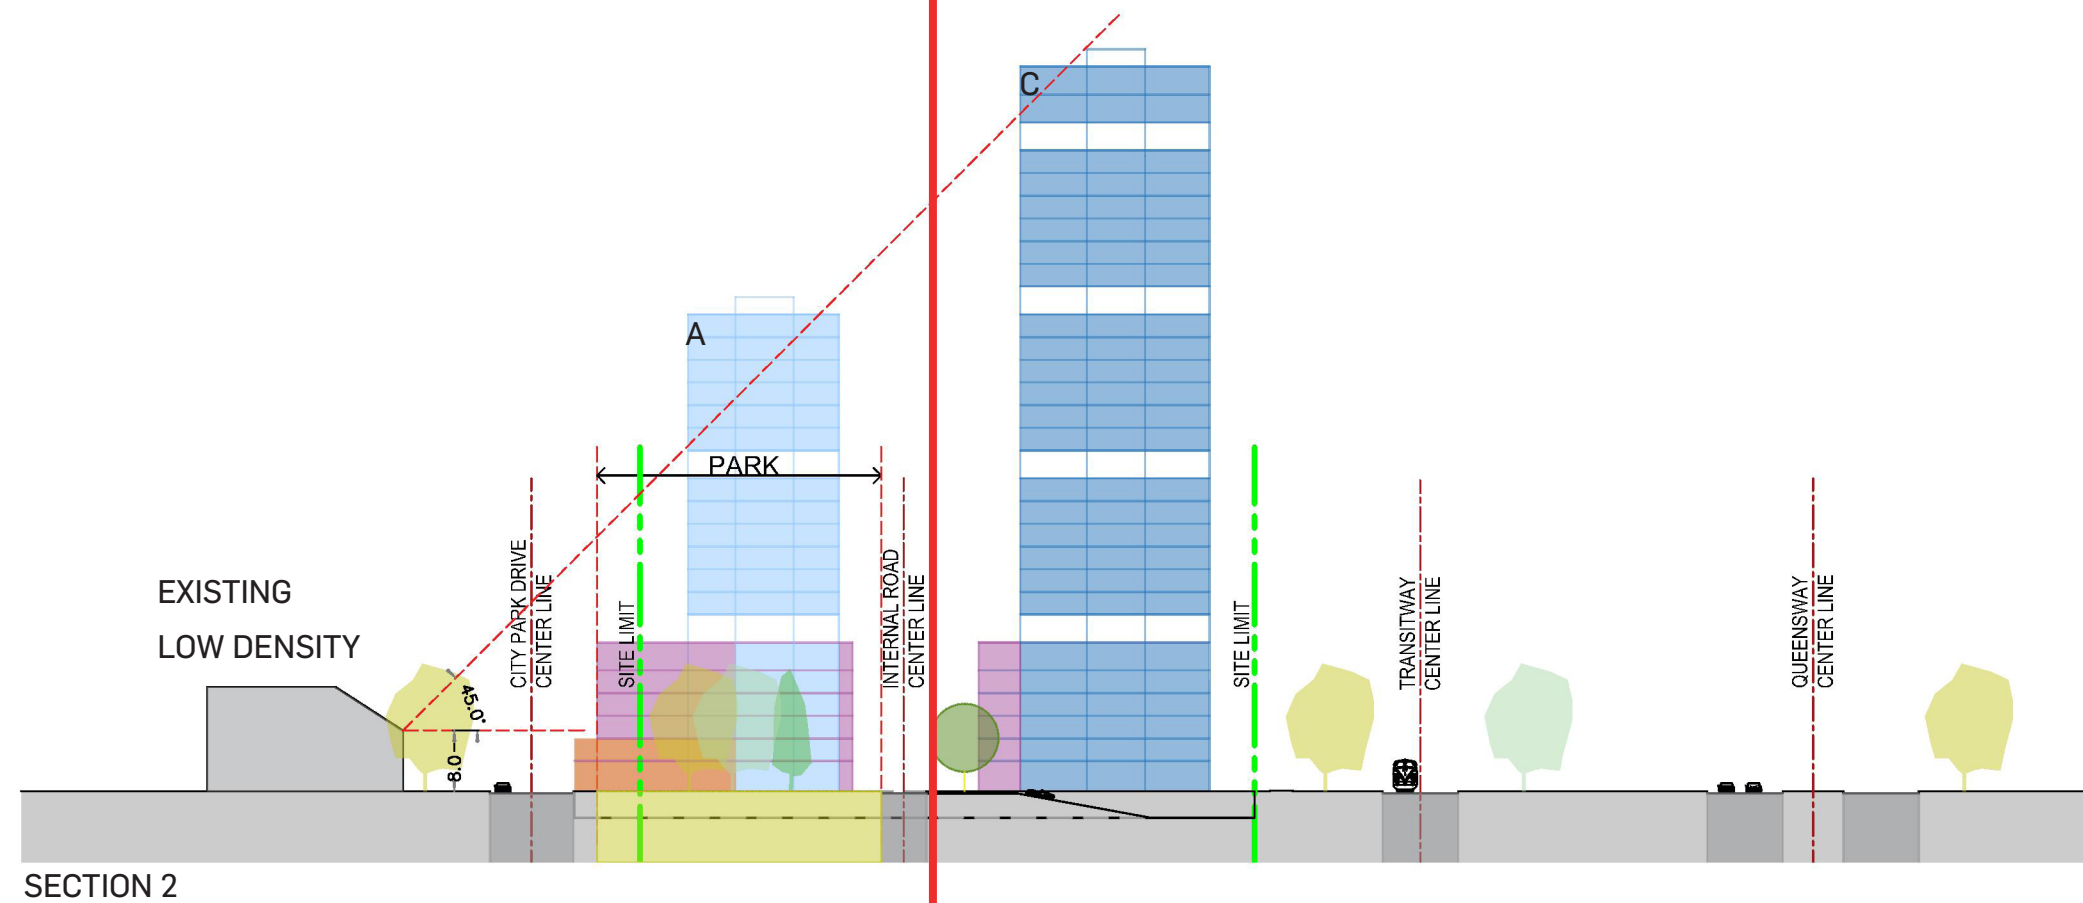 C
A
PARK
EXISTING
LOW DENSITY
CITY PARK DRIVE
CENTER LINE
SITE LIMIT
INTERNAL ROAD
CENTER LINE
SITE LIMIT
TRANSITWAY
CENTER LINE
QUEENSWAY
CENTER LINE
45.0°
8.0
SECTION 2